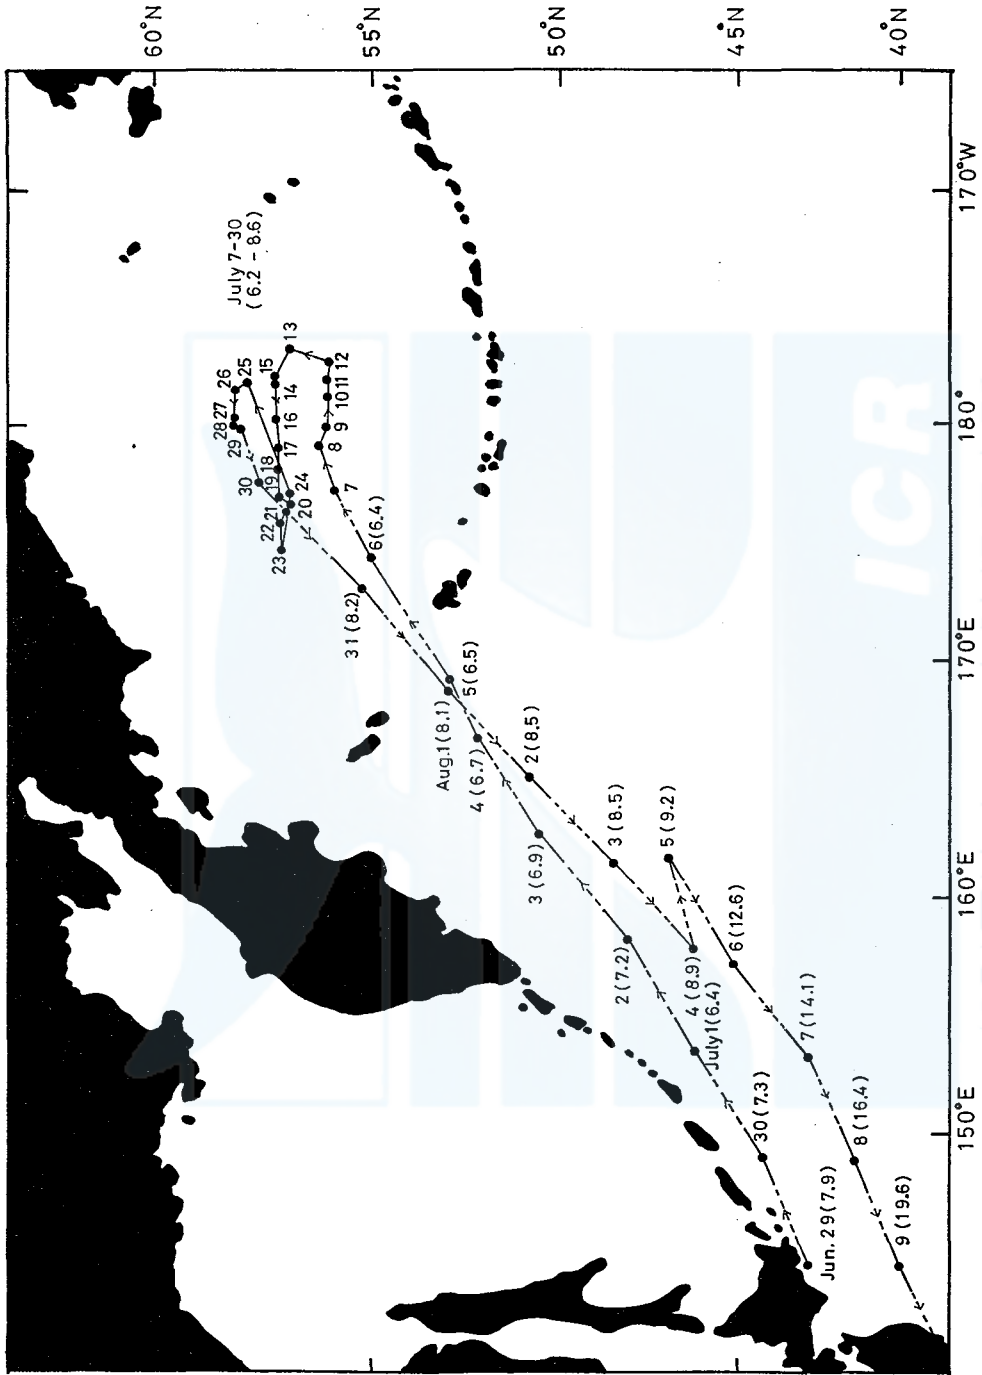 60°N
55°N
50°N
45°N
40°N
170°W
180°
170°E
160°E
150°E
July 7-30
(6.2 - 8.6)
Jun. 29 (7.9)
30 (7.3)
July 1 (6.4)
2 (7.2)
3 (6.9)
4 (6.7)
5 (6.5)
6 (6.4)
7
8
9
10
11
12
13
14
15
16
17
18
19
20
21
22
23
24
25
26
27
28
29
30
31 (8.2)
Aug. 1 (8.1)
2 (8.5)
3 (8.5)
4 (8.9)
5 (9.2)
6 (12.6)
7 (14.1)
8 (16.4)
9 (19.6)
ICR